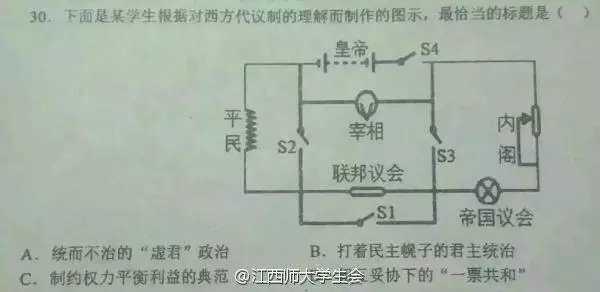 30. 下面是某学生根据对西方代议制的理解而制作的图示，最恰当的标题是（ ）
皇帝
S4
平民
S2
宰相
S3
内阁
联邦议会
S1
帝国议会
A. 统而不治的“虚君”政治
B. 打着民主幌子的君主统治
C. 制约权力平衡利益的典范
妥协下的“一票共和”
@江西师大学生会